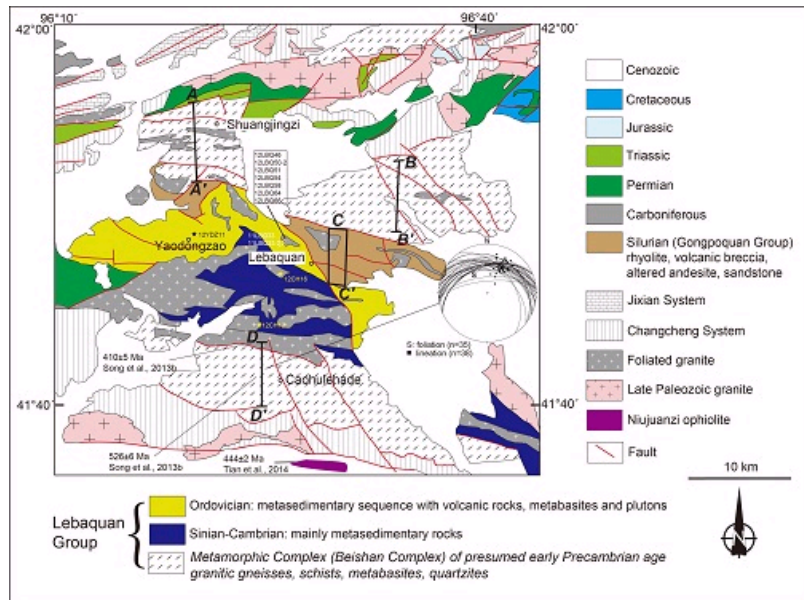 96°10'
96°40'
42°00'
42°00'
A
Shuangjingzi
A'
B
B'
C
C'
Yaodongzao
12YDZ11
Lebaquan
S: foliation (n=35)
■ lineation (n=38)
D
410±5 Ma
Song et al., 2013b
Caohulehade
41°40'
41°40'
D'
526±6 Ma
Song et al., 2013b
444±2 Ma
Tian et al., 2014
Cenozoic
Cretaceous
Jurassic
Triassic
Permian
Carboniferous
Silurian (Gongpoquan Group)
rhyolite, volcanic breccia,
altered andesite, sandstone
Jixian System
Changcheng System
Foliated granite
Late Paleozoic granite
Niujuanzi ophiolite
Fault
10 km
N
Lebaquan
Group
Ordovician: metasedimentary sequence with volcanic rocks, metabasites and plutons
Sinian-Cambrian: mainly metasedimentary rocks
Metamorphic Complex (Beishan Complex) of presumed early Precambrian age
granitic gneisses, schists, metabasites, quartzites